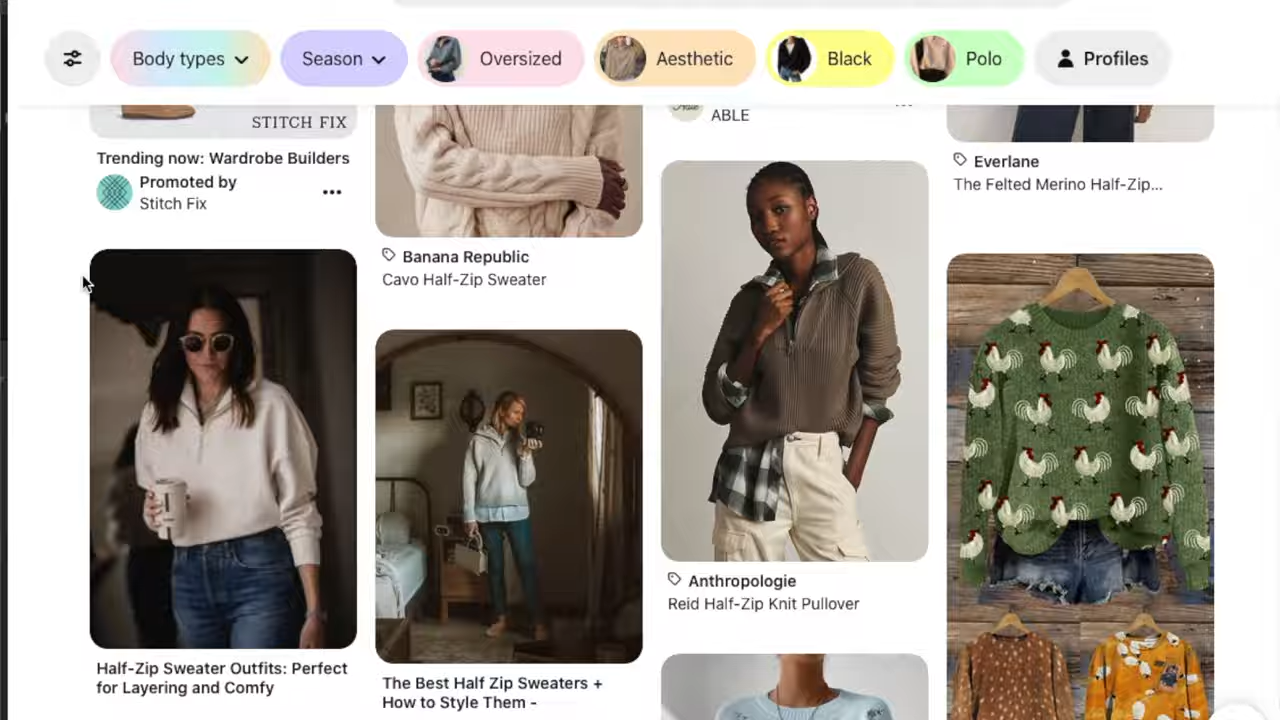 Body types
Season
Oversized
Aesthetic
Black
Polo
Profiles
STITCH FIX
Trending now: Wardrobe Builders
Promoted by
Stitch Fix
Banana Republic
Cavo Half-Zip Sweater
ABLE
Everlane
The Felted Merino Half-Zip...
Half-Zip Sweater Outfits: Perfect
for Layering and Comfy
The Best Half Zip Sweaters +
How to Style Them -
Anthropologie
Reid Half-Zip Knit Pullover